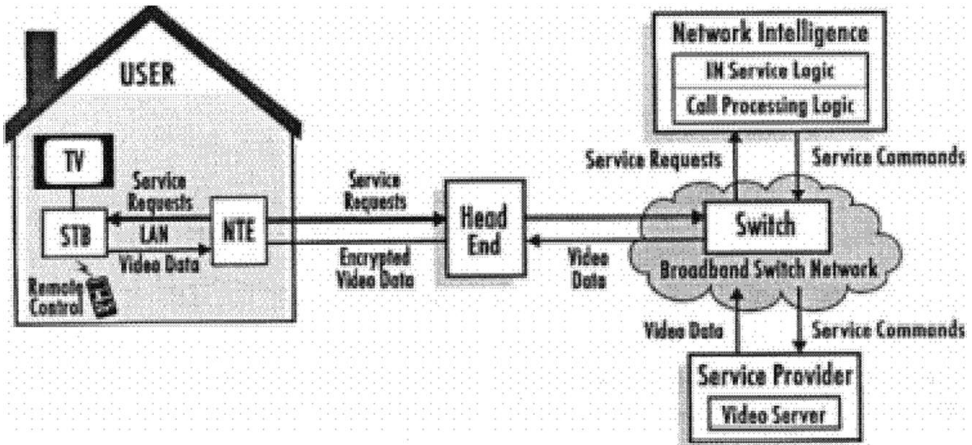 USER
TV
STB
Remote
Control
Service
Requests
LAN
Video Data
NTE
Service
Requests
Encrypted
Video Data
Head
End
Video
Data
Network Intelligence
IN Service Logic
Call Processing Logic
Service Requests
Service Commands
Switch
Broadband Switch Network
Video Data
Service Commands
Service Provider
Video Server